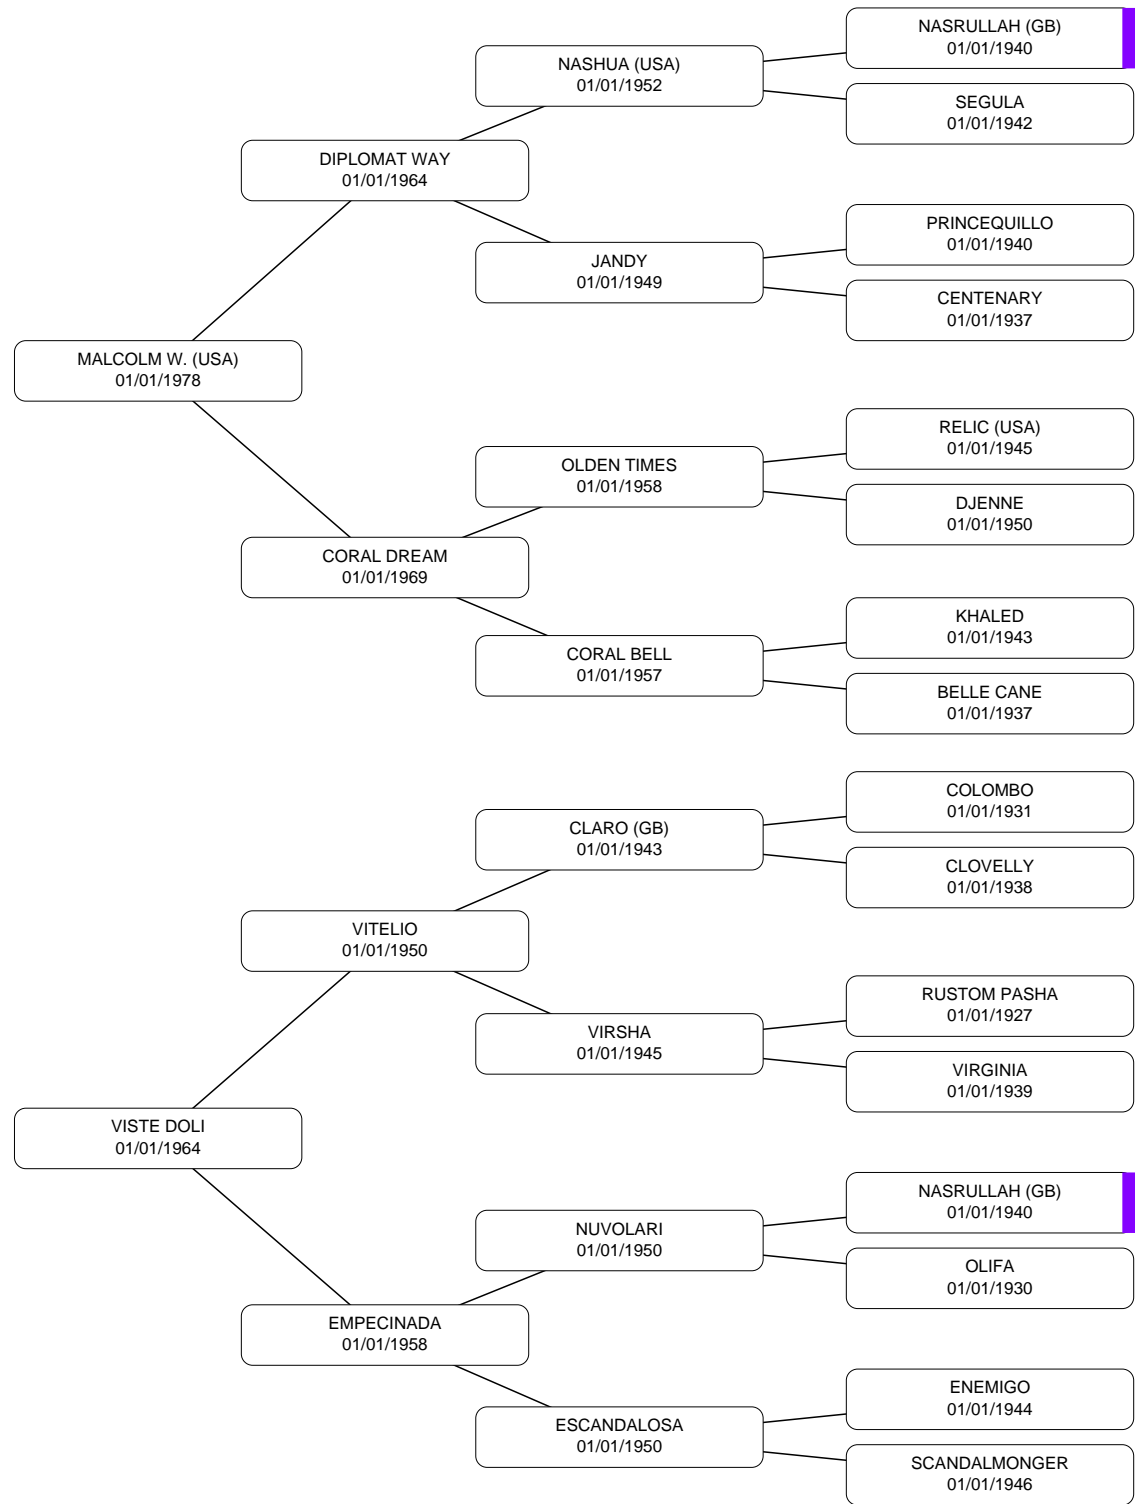 NASRULLAH (GB)
01/01/1940
NASHUA (USA)
01/01/1952
SEGULA
01/01/1942
DIPLOMAT WAY
01/01/1964
PRINCEQUILLO
01/01/1940
JANDY
01/01/1949
CENTENARY
01/01/1937
MALCOLM W. (USA)
01/01/1978
RELIC (USA)
01/01/1945
OLDEN TIMES
01/01/1958
DJENNE
01/01/1950
CORAL DREAM
01/01/1969
KHALED
01/01/1943
CORAL BELL
01/01/1957
BELLE CANE
01/01/1937
COLOMBO
01/01/1931
CLARO (GB)
01/01/1943
CLOVELLY
01/01/1938
VITELIO
01/01/1950
RUSTOM PASHA
01/01/1927
VIRSHA
01/01/1945
VIRGINIA
01/01/1939
VISTE DOLI
01/01/1964
NASRULLAH (GB)
01/01/1940
NUVOLARI
01/01/1950
OLIFA
01/01/1930
EMPECINADA
01/01/1958
ENEMIGO
01/01/1944
ESCANDALOSA
01/01/1950
SCANDALMONGER
01/01/1946